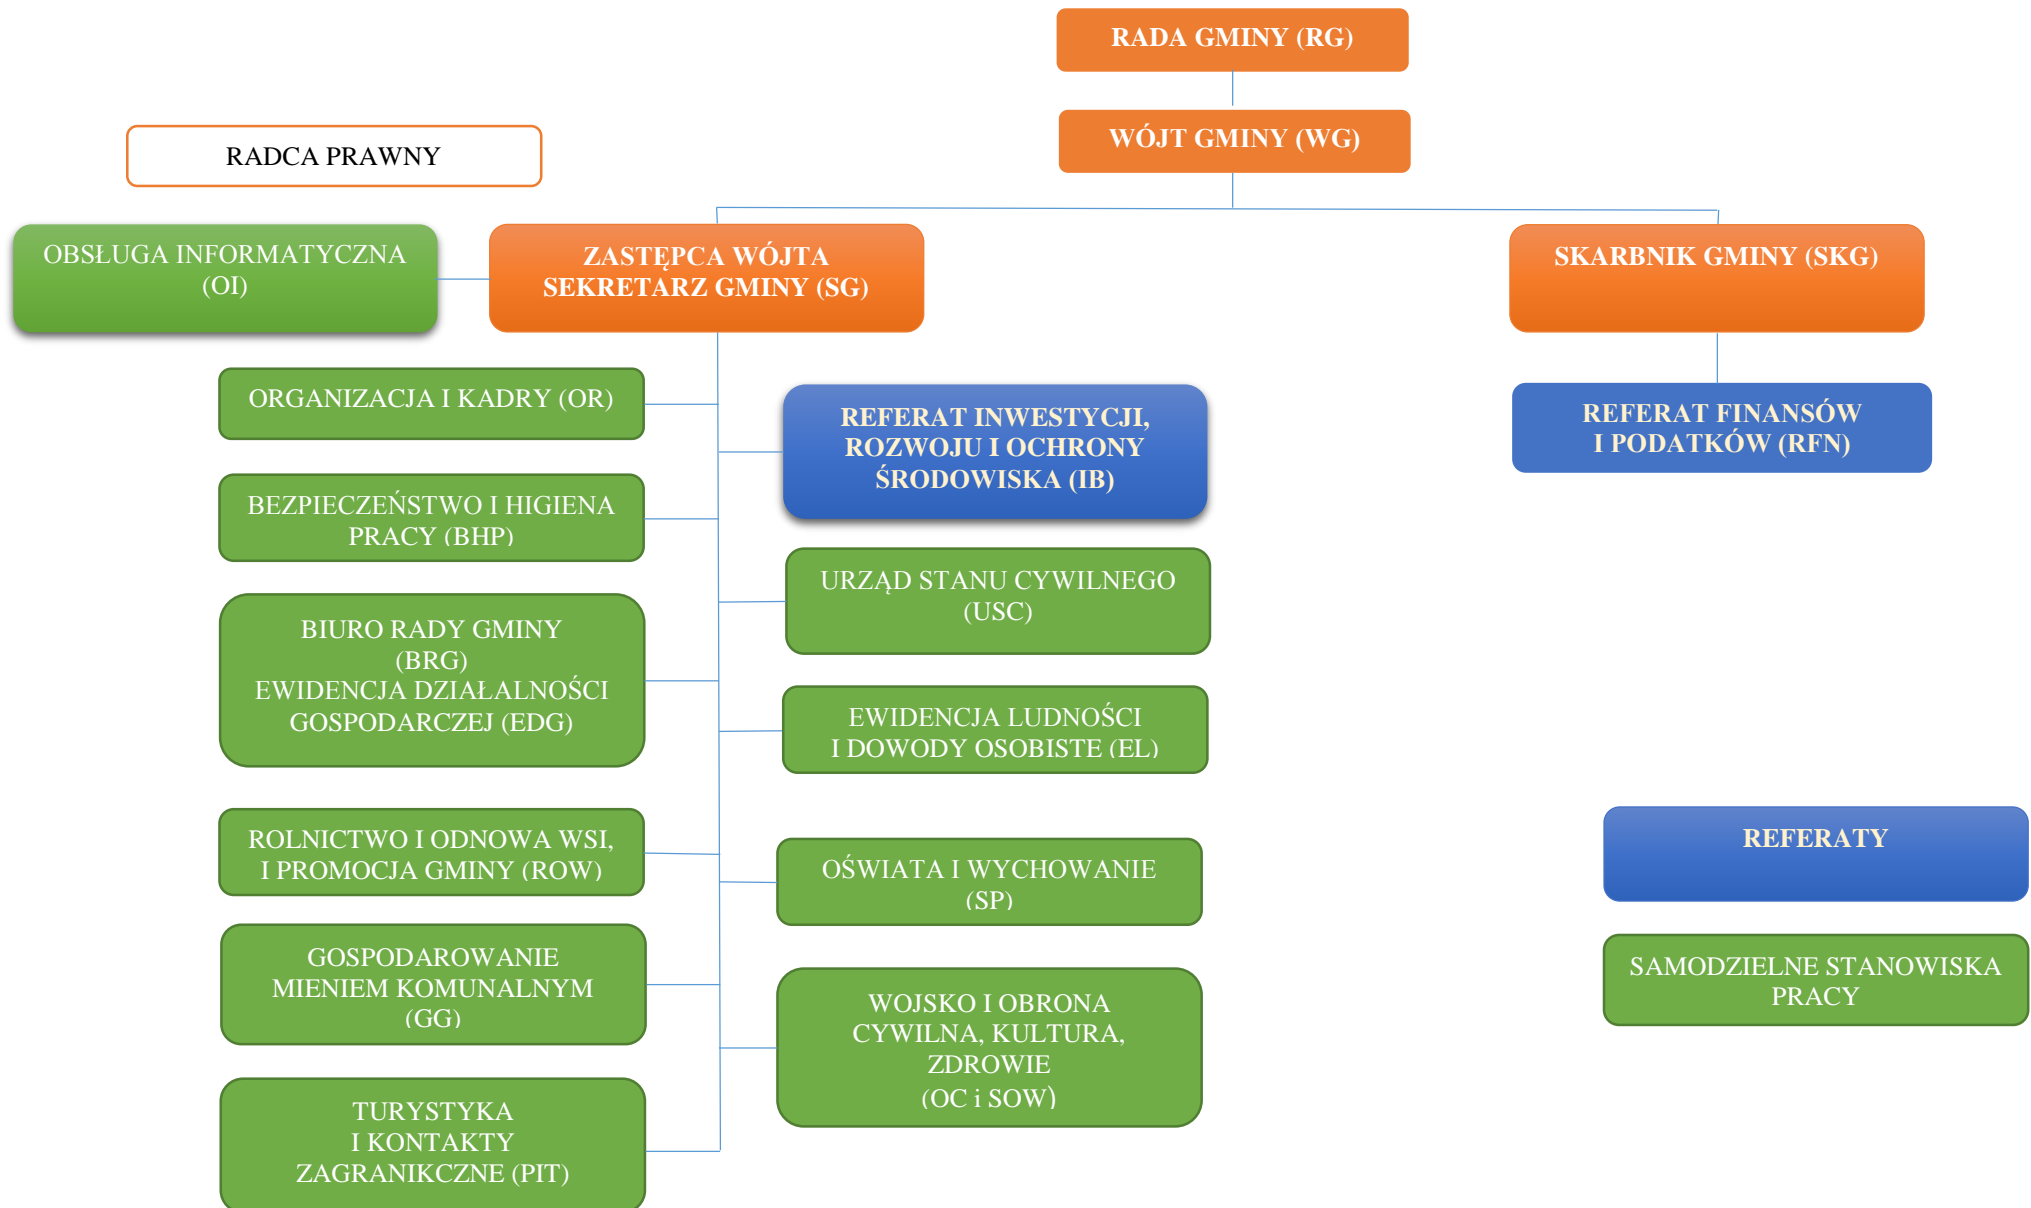 RADA GMINY (RG)
WÓJT GMINY (WG)
RADCA PRAWNY
OBSŁUGA INFORMATYCZNA
(OI)
ZASTĘPCA WÓJTA
SEKRETARZ GMINY (SG)
SKARBNIK GMINY (SKG)
ORGANIZACJA I KADRY (OR)
REFERAT INWESTYCJI,
ROZWOJU I OCHRONY
ŚRODOWISKA (IB)
REFERAT FINANSÓW
I PODATKÓW (RFN)
BEZPIECZEŃSTWO I HIGIENA
PRACY (BHP)
URZĄD STANU CYWILNEGO
(USC)
BIURO RADY GMINY
(BRG)
EWIDENCJA DZIAŁALNOŚCI
GOSPODARCZEJ (EDG)
EWIDENCJA LUDNOŚCI
I DOWODY OSOBISTE (EL)
ROLNICTWO I ODNOWA WSI,
I PROMOCJA GMINY (ROW)
OŚWIATA I WYCHOWANIE
(SP)
REFERATY
GOSPODAROWANIE
MIENIEM KOMUNALNYM
(GG)
WOJSKO I OBRONA
CYWILNA, KULTURA,
ZDROWIE
(OC i SOW)
SAMODZIELNE STANOWISKA
PRACY
TURYSTYKA
I KONTAKTY
ZAGRANIKCZNE (PIT)